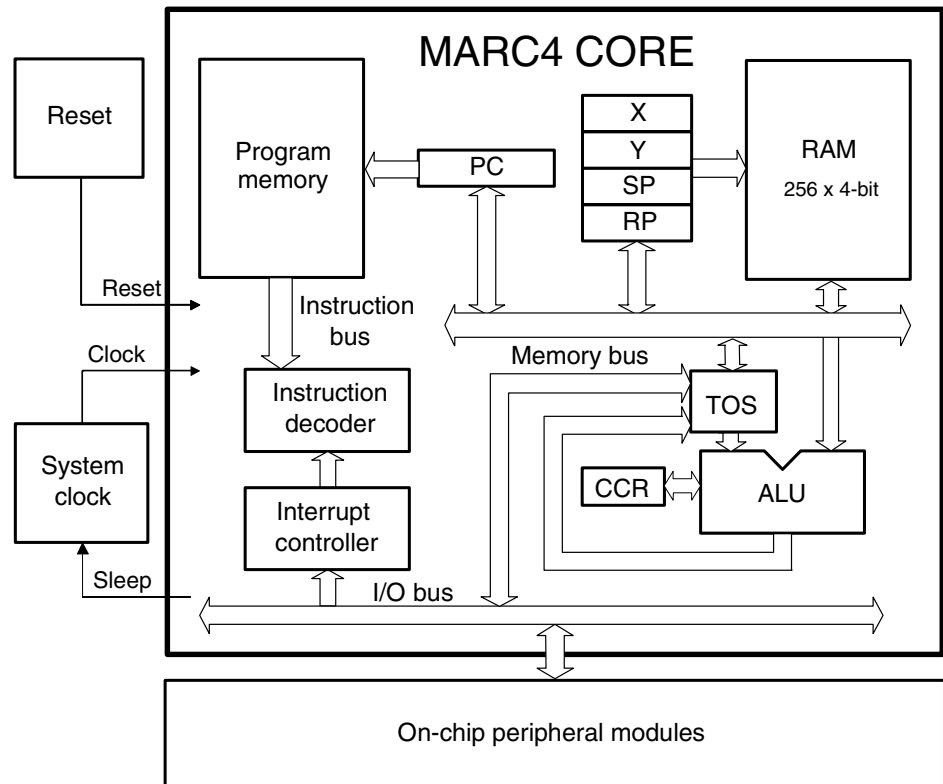 MARC4 CORE
Reset
Program
memory
PC
X
Y
SP
RP
RAM
256 x 4-bit
Reset
Instruction
bus
Clock
Memory bus
Instruction
decoder
TOS
System
clock
CCR
ALU
Interrupt
controller
Sleep
I/O bus
On-chip peripheral modules